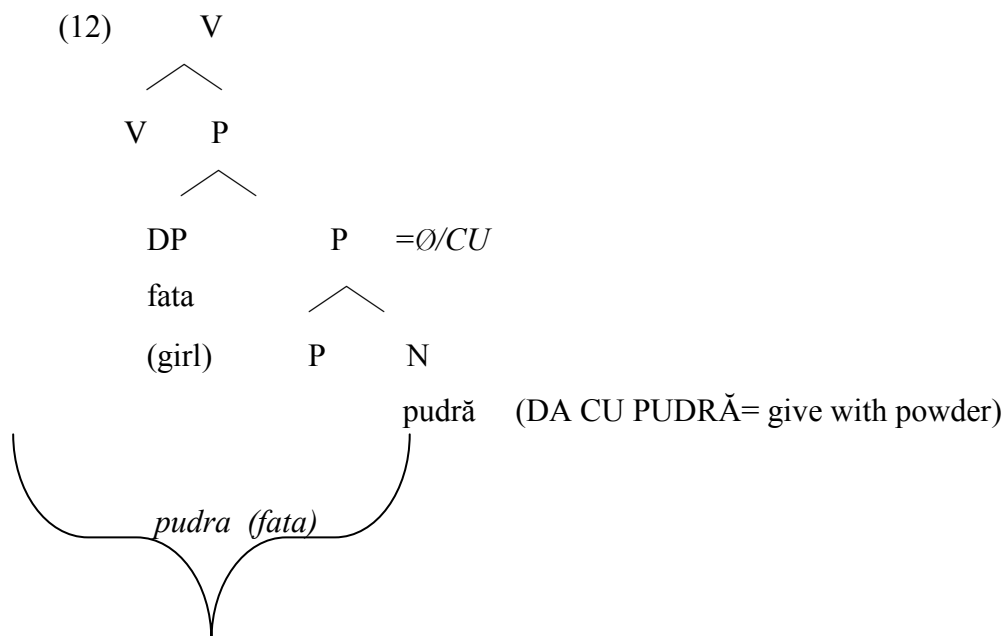 (12) V
V P
DP P =Ø/CU
fata
(girl) P N
pudră (DA CU PUDRĂ= give with powder)
pudra (fata)